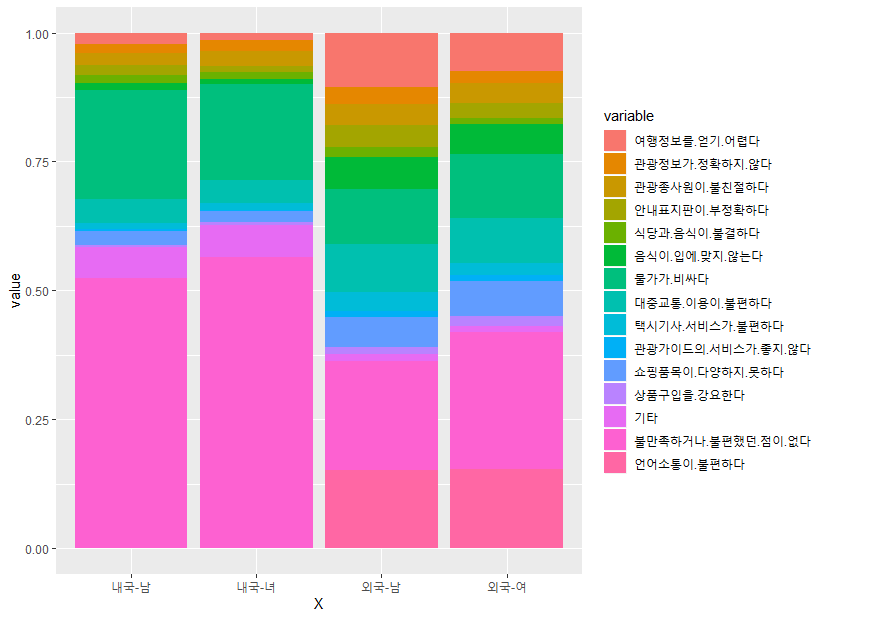 1.00
0.75
0.50
0.25
0.00
value
내국-남
내국-녀
외국-남
외국-여
X
variable
여행정보를.얻기.어렵다
관광정보가.정확하지.않다
관광종사원이.불친절하다
안내표지판이.부정확하다
식당과.음식이.불결하다
음식이.입에.맞지.않는다
물가가.비싸다
대중교통.이용이.불편하다
택시기사.서비스가.불편하다
관광가이드의.서비스가.좋지.않다
쇼핑품목이.다양하지.못하다
상품구입을.강요한다
기타
불만족하거나.불편했던.점이.없다
언어소통이.불편하다